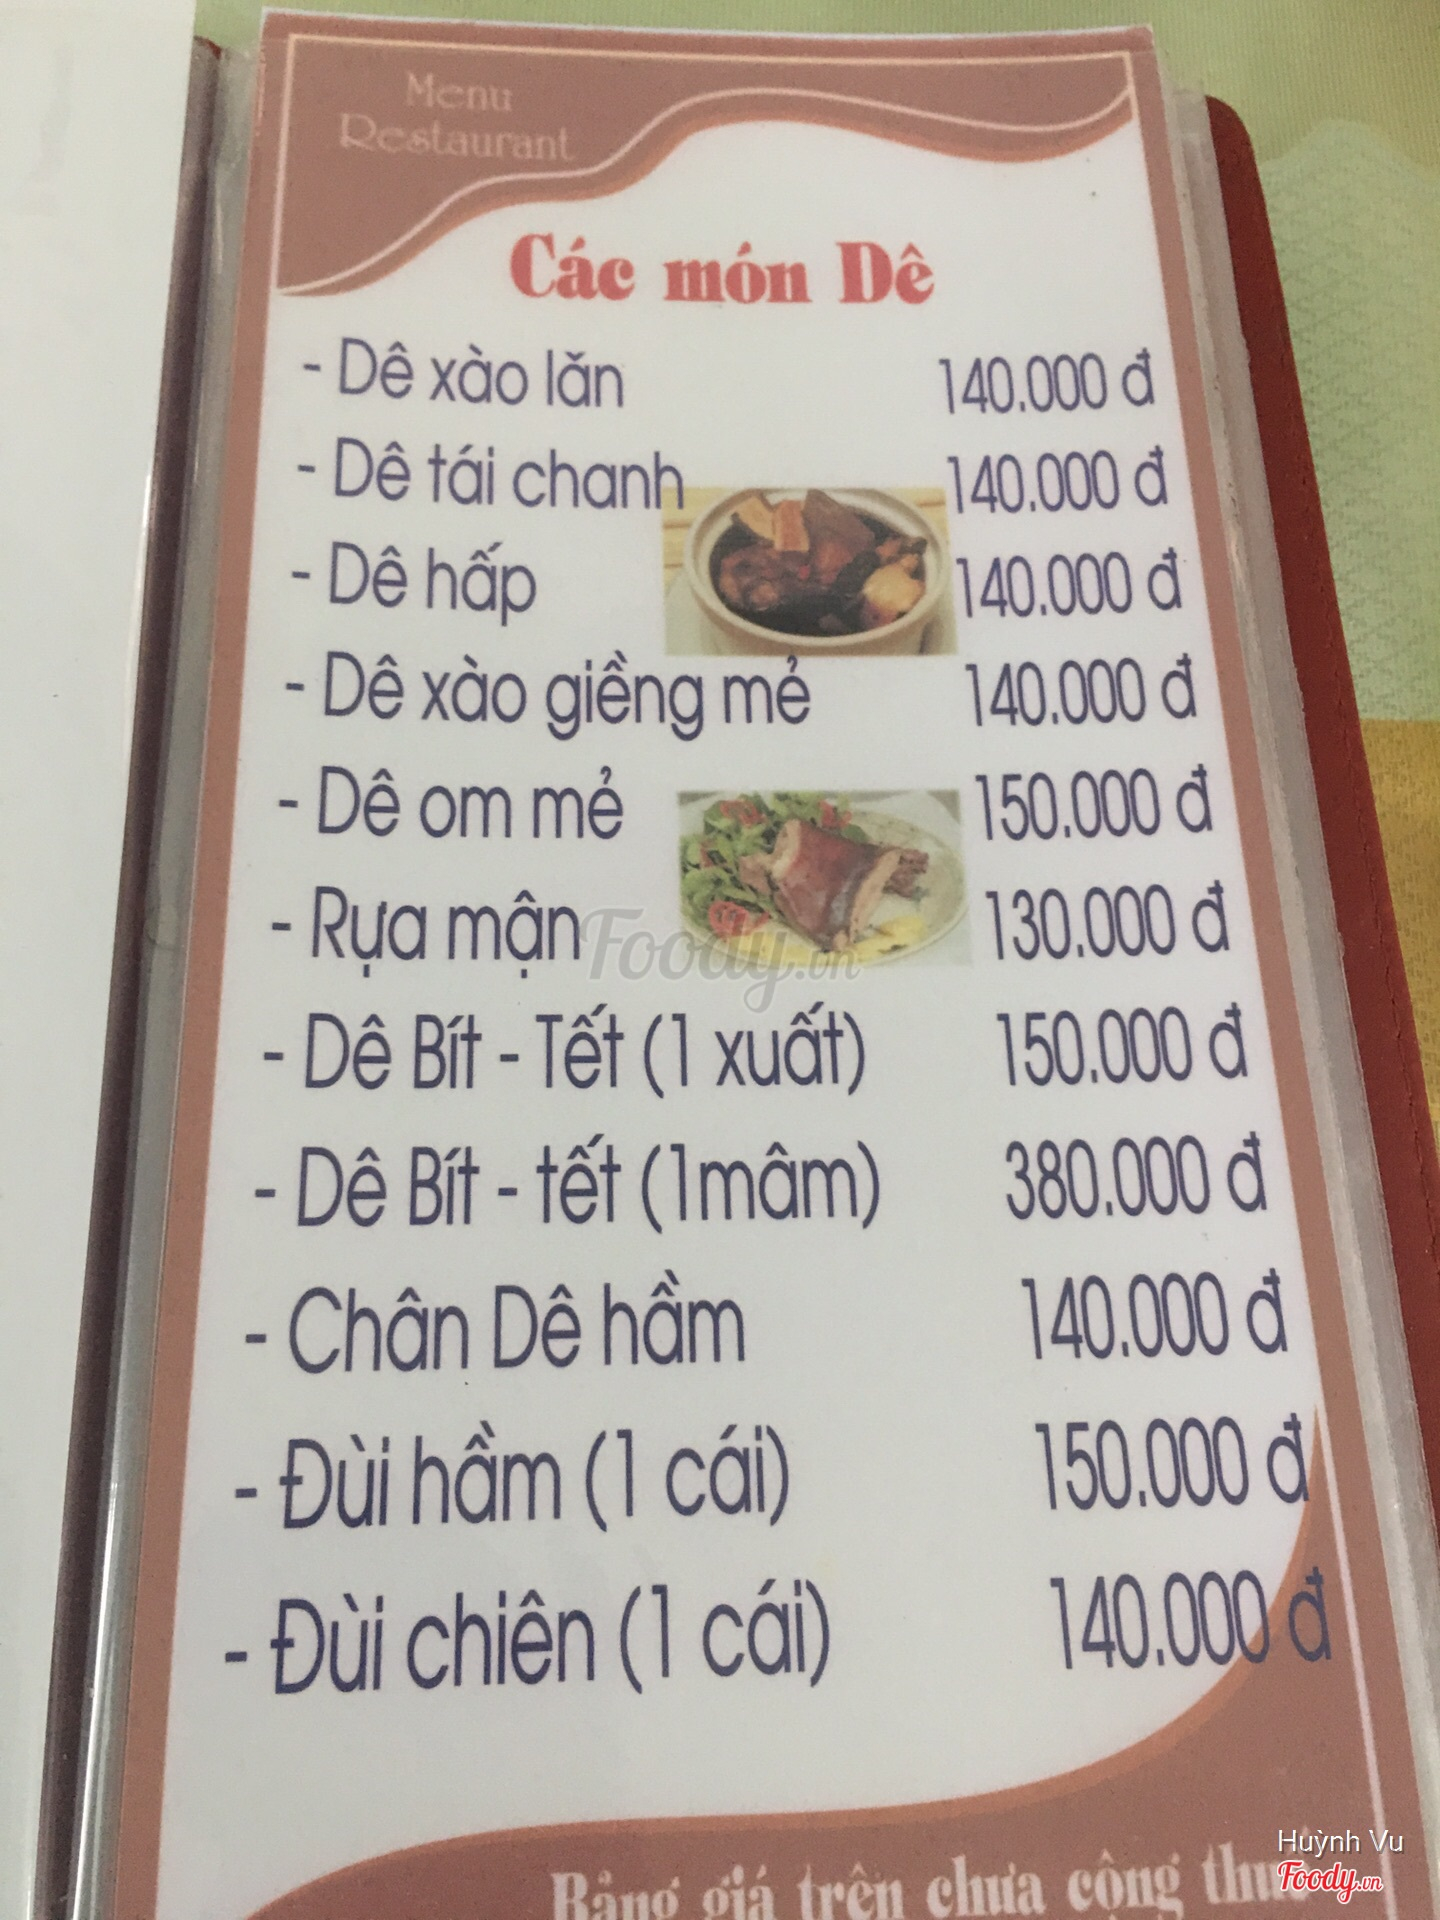 Menu
Restaurant
Các món Dê
- Dê xào lăn 140.000 đ
- Dê tái chanh 140.000 đ
- Dê hấp 140.000 đ
- Dê xào giềng mẻ 140.000 đ
- Dê om mẻ 150.000 đ
- Rựa mận 130.000 đ
Foody.vn
- Dê Bít - Tết (1 xuất) 150.000 đ
- Dê Bít - tết (1mâm) 380.000 đ
- Chân Dê hầm 140.000 đ
- Đùi hầm (1 cái) 150.000 đ
- Đùi chiên (1 cái) 140.000 đ
Huỳnh Vu
Foody.vn
Bảng giá trên chưa cộng